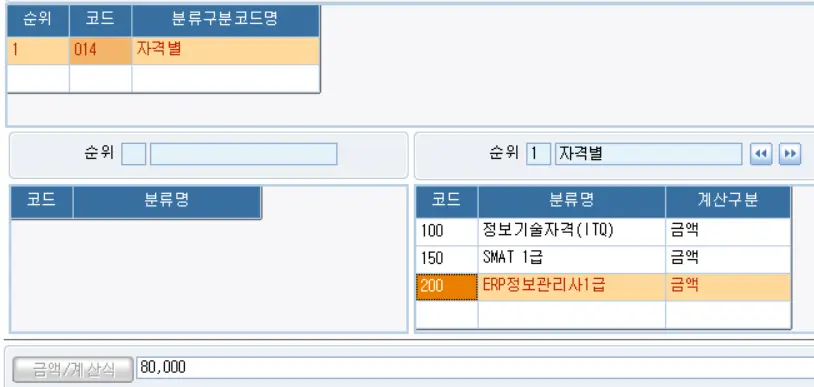 순위 코드 분류구분코드명
1 014 자격별
순위
순위 1 자격별
코드 분류명
코드 분류명 계산구분
100 정보기술자격(ITQ) 금액
150 SMAT 1급 금액
200 ERP정보관리사1급 금액
금액/계산식 80,000